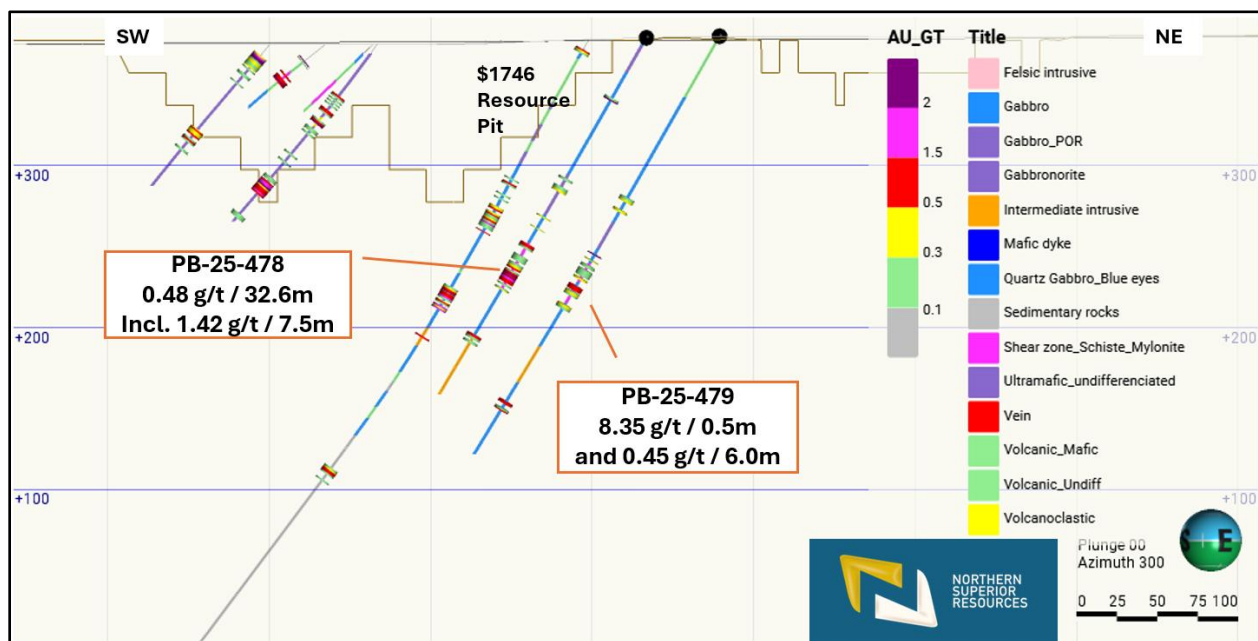 SW
AU_GT
Title
NE
$1746
Resource
Pit
2
1.5
0.5
0.3
0.1
Felsic intrusive
Gabbro
Gabbro_POR
Gabbronorite
Intermediate intrusive
Mafic dyke
Quartz Gabbro_Blue eyes
Sedimentary rocks
Shear zone_Schiste_Mylonite
Ultramafic_undifferenciated
Vein
Volcanic_Mafic
Volcanic_Undiff
Volcanoclastic
+300
+300
PB-25-478
0.48 g/t / 32.6m
Incl. 1.42 g/t / 7.5m
+200
+200
PB-25-479
8.35 g/t / 0.5m
and 0.45 g/t / 6.0m
+100
+100
NORTHERN
SUPERIOR
RESOURCES
S E
Plunge 00
Azimuth 300
0 25 50 75 100